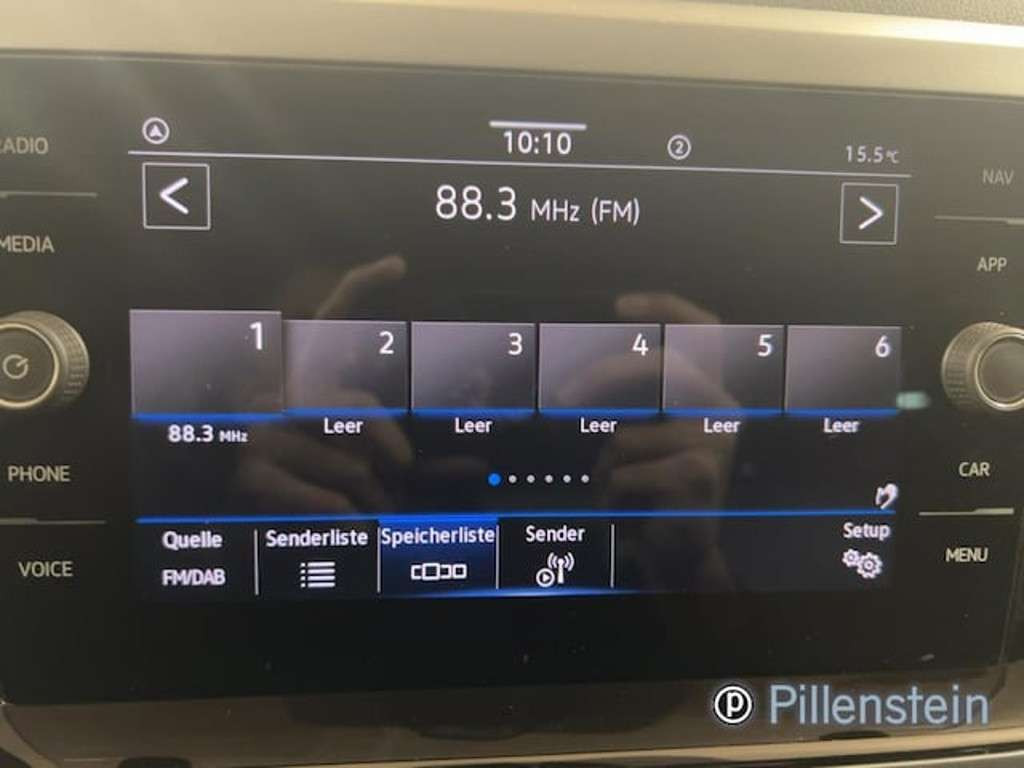 RADIO
MEDIA
PHONE
VOICE
10:10
2
15.5°C
<
88.3 MHz (FM)
>
1 2 3 4 5 6
88.3 MHz Leer Leer Leer Leer Leer
Quelle Senderliste Speicherliste Sender Setup
FM/DAB
NAV
APP
CAR
MENU
P Pillenstein